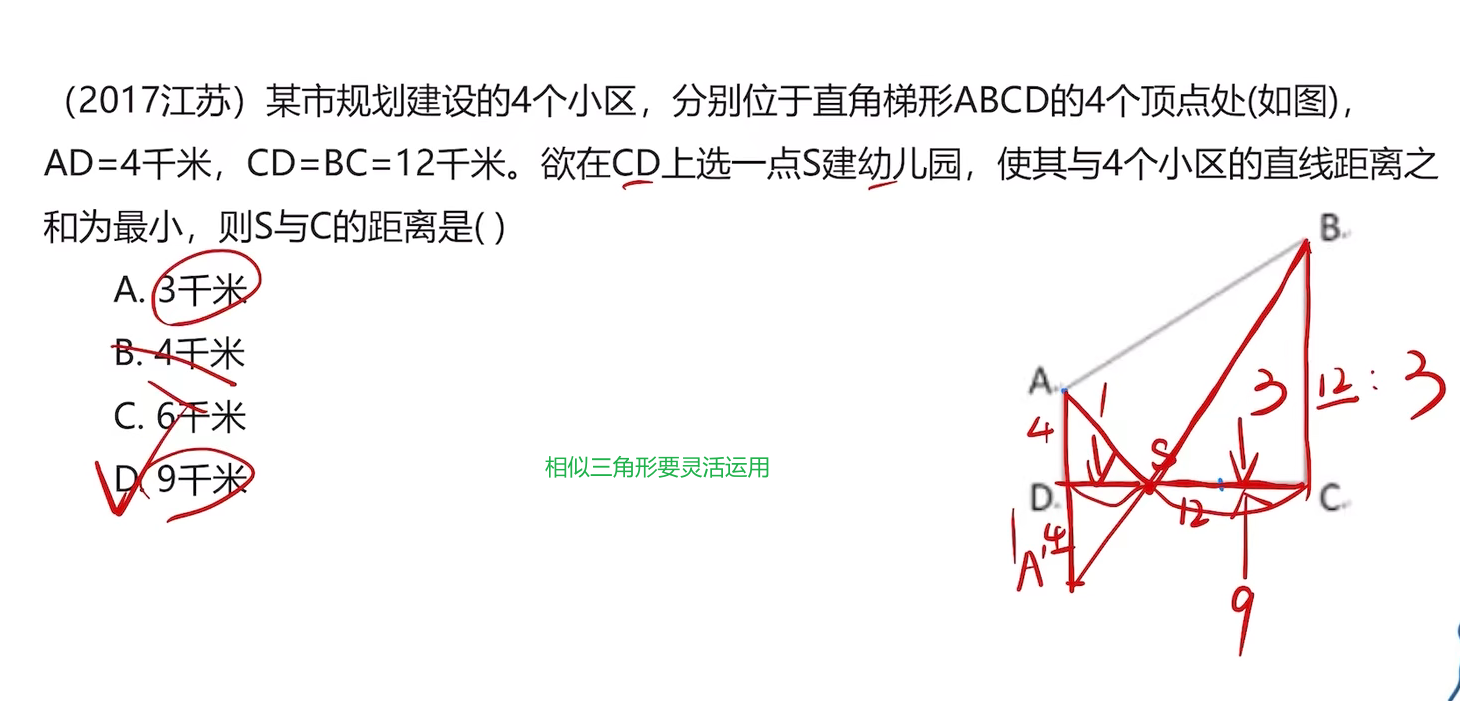 （2017江苏）某市规划建设的4个小区，分别位于直角梯形ABCD的4个顶点处(如图)，
AD=4千米，CD=BC=12千米。欲在CD上选一点S建幼儿园，使其与4个小区的直线距离之
和为最小，则S与C的距离是( )
A. 3千米
B. 4千米
C. 6千米
D. 9千米
相似三角形要灵活运用
B.
A.
1
3
12 : 3
4
S
D.
C.
12
1
4
A'
9